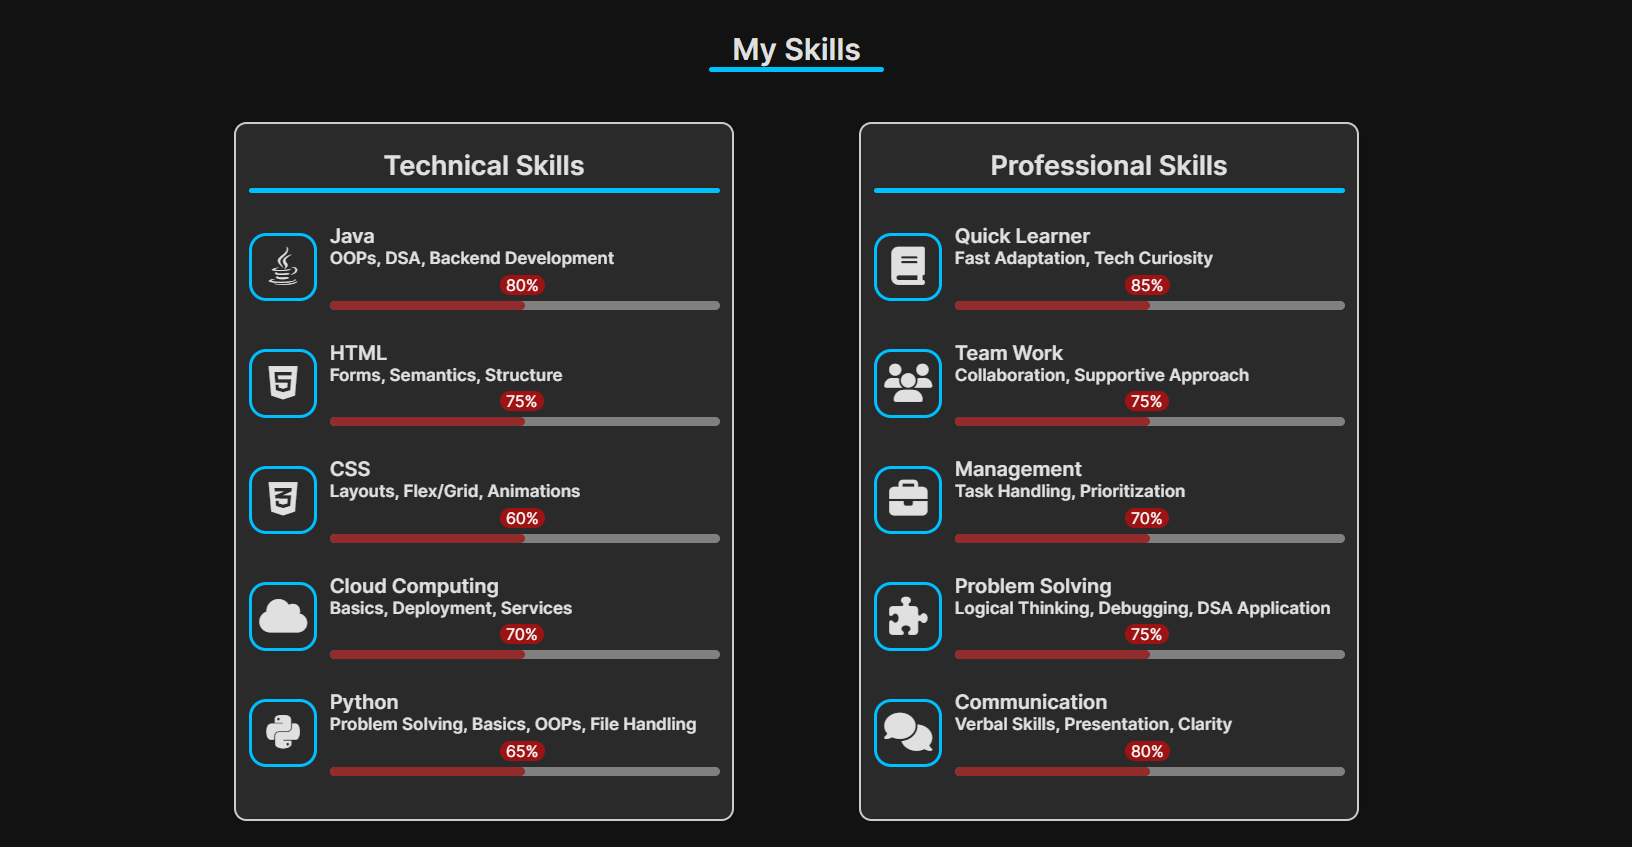 My Skills
Technical Skills
Java
OOPs, DSA, Backend Development
80%
HTML
Forms, Semantics, Structure
75%
CSS
Layouts, Flex/Grid, Animations
60%
Cloud Computing
Basics, Deployment, Services
70%
Python
Problem Solving, Basics, OOPs, File Handling
65%
Professional Skills
Quick Learner
Fast Adaptation, Tech Curiosity
85%
Team Work
Collaboration, Supportive Approach
75%
Management
Task Handling, Prioritization
70%
Problem Solving
Logical Thinking, Debugging, DSA Application
75%
Communication
Verbal Skills, Presentation, Clarity
80%